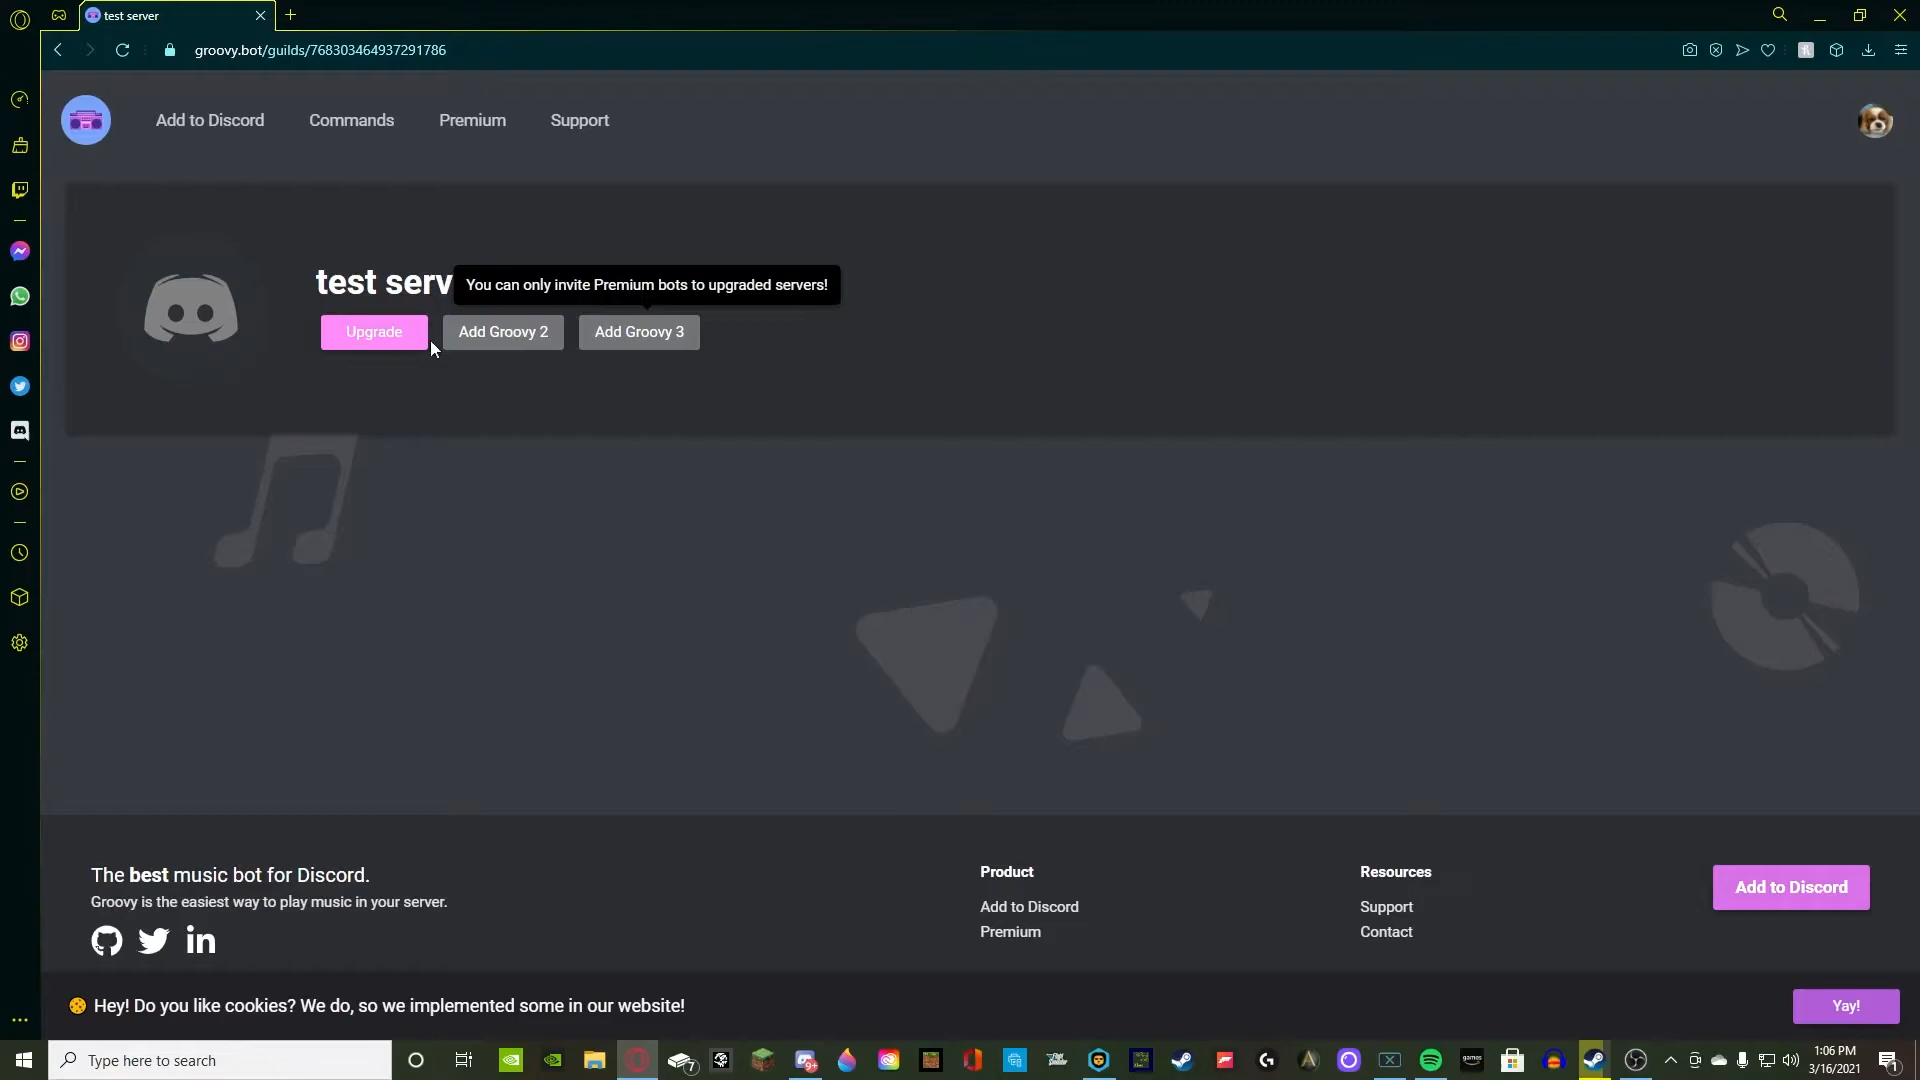 test server
groovy.bot/guilds/768303464937291786
Add to Discord
Commands
Premium
Support
test serv
You can only invite Premium bots to upgraded servers!
Upgrade
Add Groovy 2
Add Groovy 3
The best music bot for Discord.
Groovy is the easiest way to play music in your server.
Product
Add to Discord
Premium
Resources
Support
Contact
Add to Discord
Hey! Do you like cookies? We do, so we implemented some in our website!
Yay!
Type here to search
7
9+
games
1:06 PM
3/16/2021
1